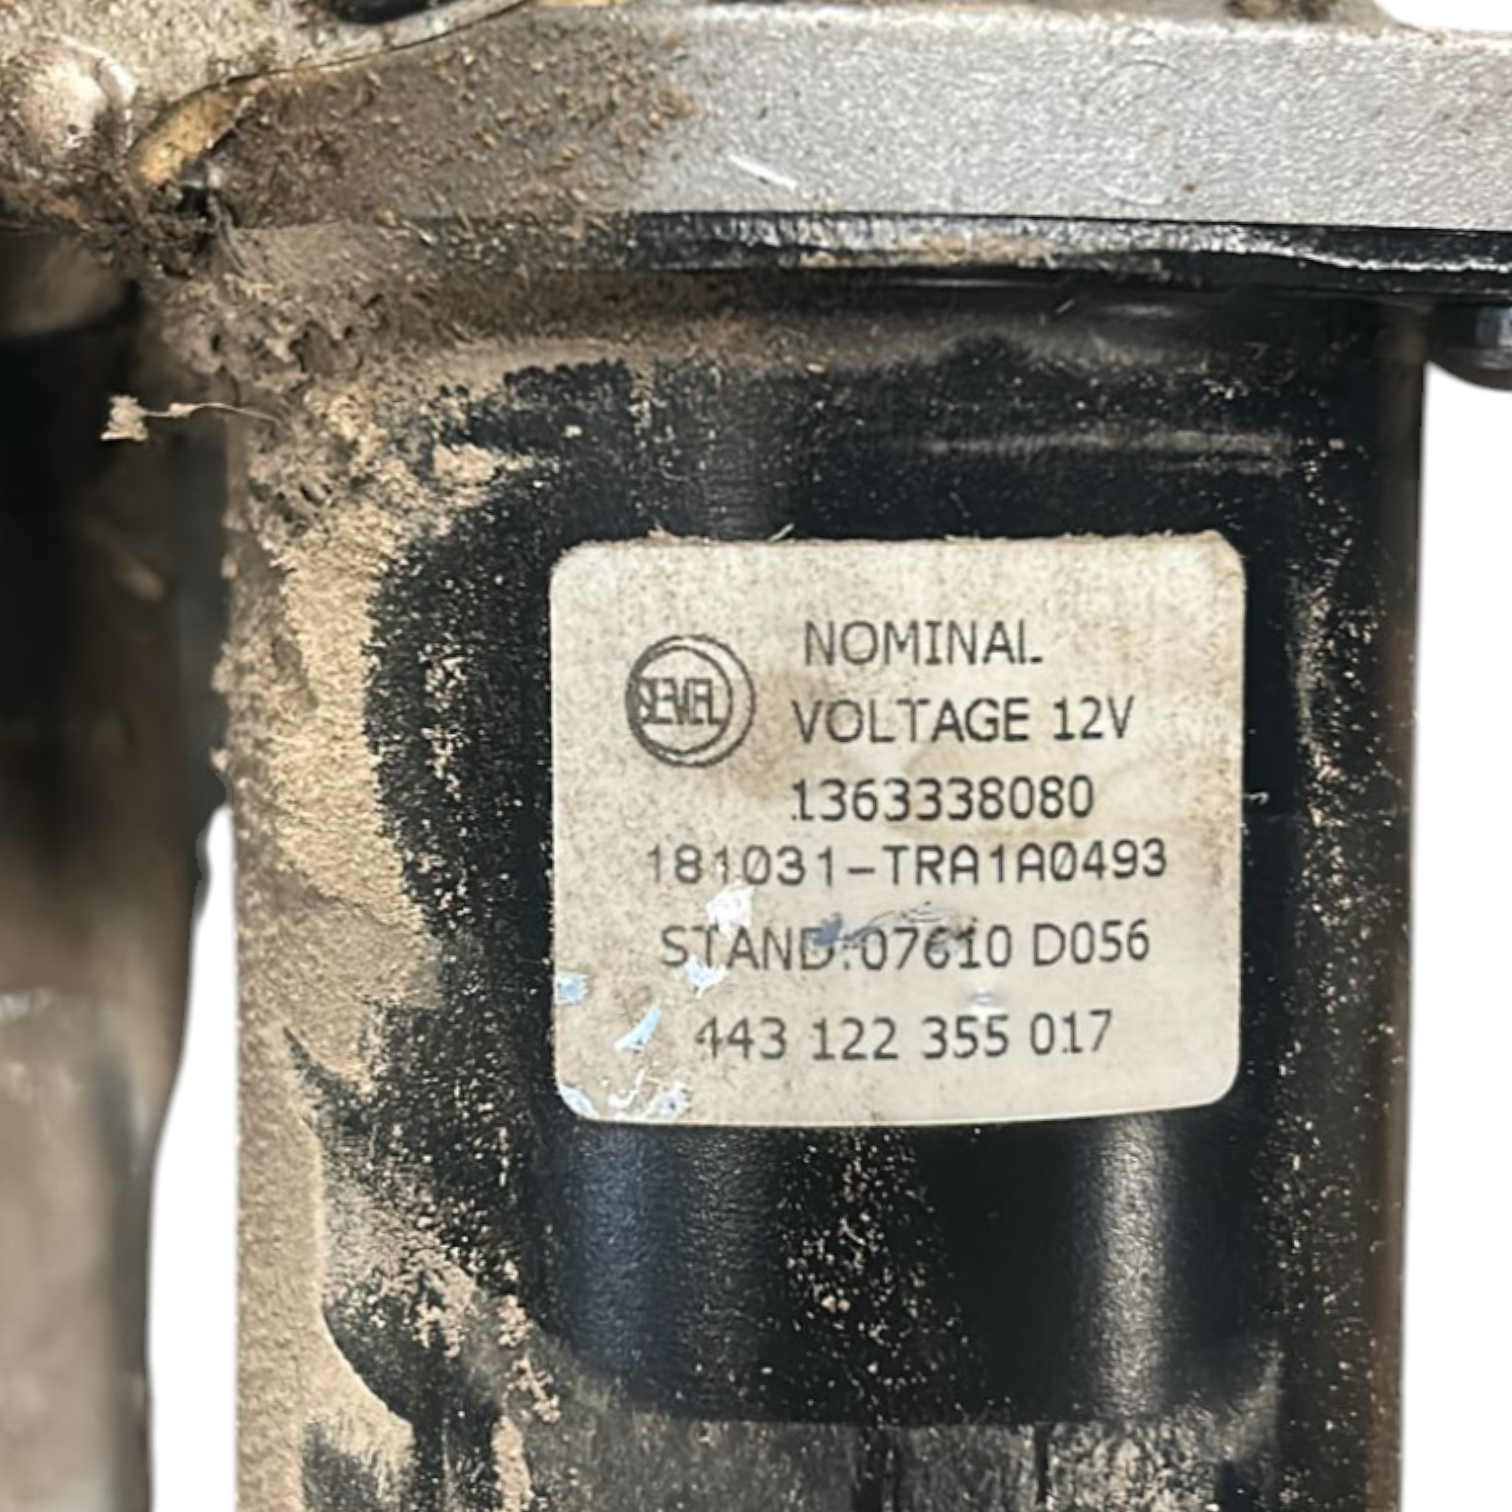 SEVEL
NOMINAL
VOLTAGE 12V
1363338080
181031-TRA1A0493
STAND:07610 D056
443 122 355 017